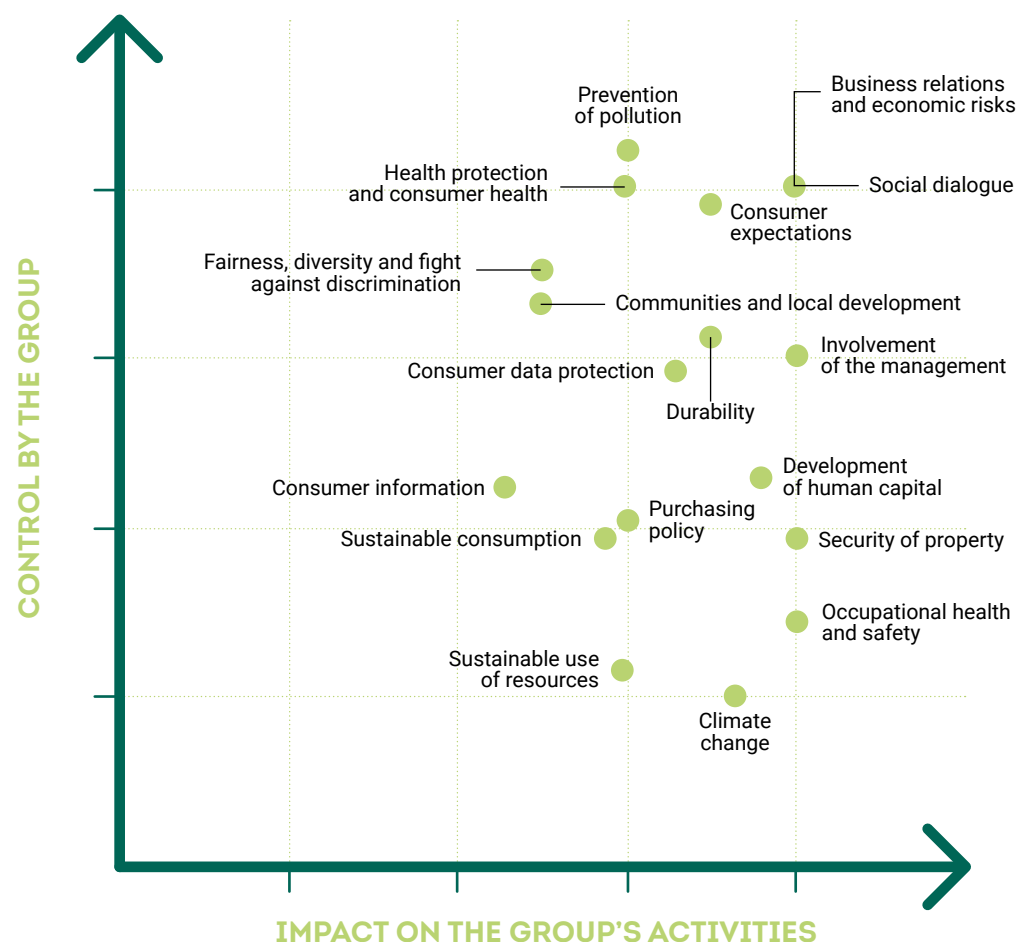 Business relations
and economic risks
Prevention
of pollution
Health protection
and consumer health
Social dialogue
Consumer
expectations
Fairness, diversity and fight
against discrimination
Communities and local development
Involvement
of the management
Consumer data protection
Durability
Development
of human capital
Consumer information
Purchasing
policy
Sustainable consumption
Security of property
Occupational health
and safety
Sustainable use
of resources
Climate
change
CONTROL BY THE GROUP
IMPACT ON THE GROUP'S ACTIVITIES